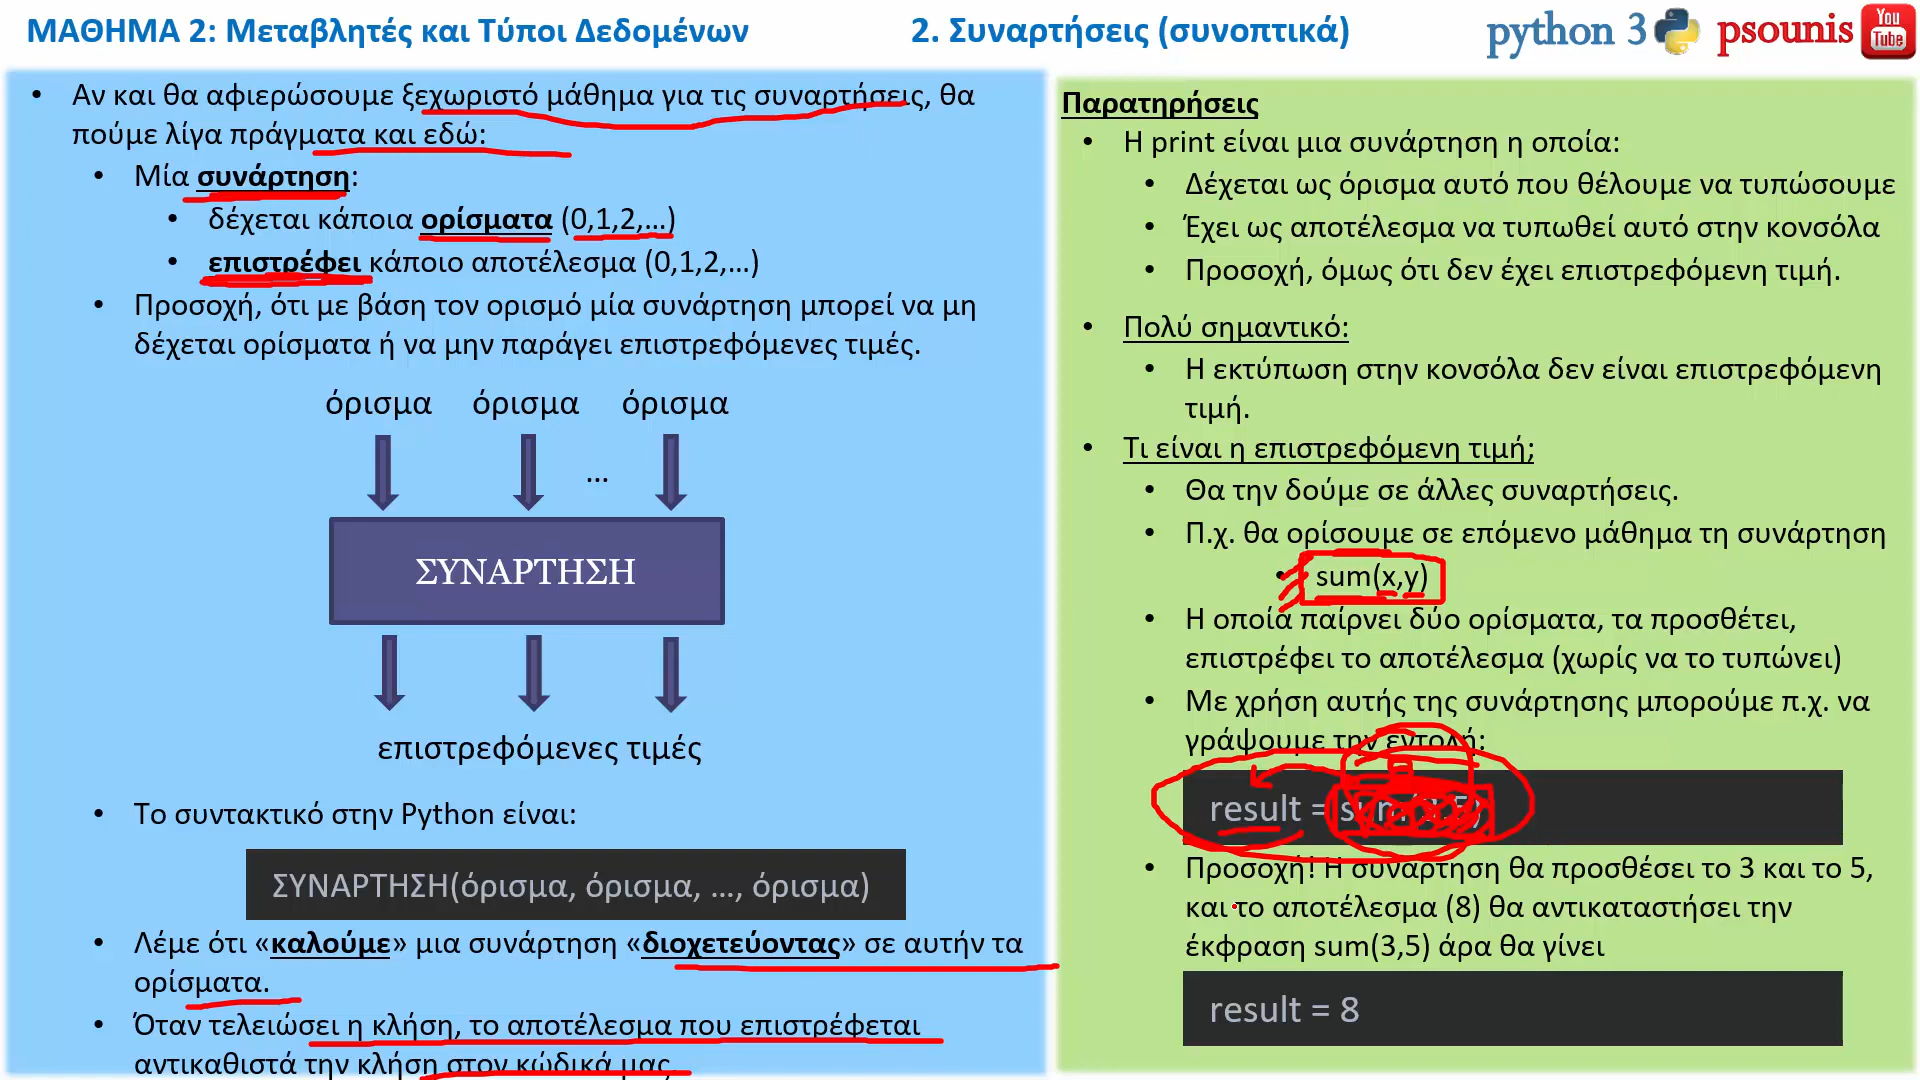 ΜΑΘΗΜΑ 2: Μεταβλητές και Τύποι Δεδομένων
2. Συναρτήσεις (συνοπτικά)
python 3
psounis
You
Tube
• Αν και θα αφιερώσουμε ξεχωριστό μάθημα για τις συναρτήσεις, θα
πούμε λίγα πράγματα και εδώ:
• Μία συνάρτηση:
• δέχεται κάποια ορίσματα (0,1,2,...)
• επιστρέφει κάποιο αποτέλεσμα (0,1,2,...)
• Προσοχή, ότι με βάση τον ορισμό μία συνάρτηση μπορεί να μη
δέχεται ορίσματα ή να μην παράγει επιστρεφόμενες τιμές.
όρισμα όρισμα όρισμα
...
ΣΥΝΑΡΤΗΣΗ
επιστρεφόμενες τιμές
• Το συντακτικό στην Python είναι:
ΣΥΝΑΡΤΗΣΗ(όρισμα, όρισμα, ..., όρισμα)
• Λέμε ότι «καλούμε» μια συνάρτηση «διοχετεύοντας» σε αυτήν τα
ορίσματα.
• Όταν τελειώσει η κλήση, το αποτέλεσμα που επιστρέφεται
αντικαθιστά την κλήση στον κώδικά μας.
Παρατηρήσεις
• Η print είναι μια συνάρτηση η οποία:
• Δέχεται ως όρισμα αυτό που θέλουμε να τυπώσουμε
• Έχει ως αποτέλεσμα να τυπωθεί αυτό στην κονσόλα
• Προσοχή, όμως ότι δεν έχει επιστρεφόμενη τιμή.
• Πολύ σημαντικό:
• Η εκτύπωση στην κονσόλα δεν είναι επιστρεφόμενη
τιμή.
• Τι είναι η επιστρεφόμενη τιμή;
• Θα την δούμε σε άλλες συναρτήσεις.
• Π.χ. θα ορίσουμε σε επόμενο μάθημα τη συνάρτηση
• sum(x,y)
• Η οποία παίρνει δύο ορίσματα, τα προσθέτει,
επιστρέφει το αποτέλεσμα (χωρίς να το τυπώνει)
• Με χρήση αυτής της συνάρτησης μπορούμε π.χ. να
γράψουμε την εντολή:
result = sum(3,5)
• Προσοχή! Η συνάρτηση θα προσθέσει το 3 και το 5,
και το αποτέλεσμα (8) θα αντικαταστήσει την
έκφραση sum(3,5) άρα θα γίνει
result = 8